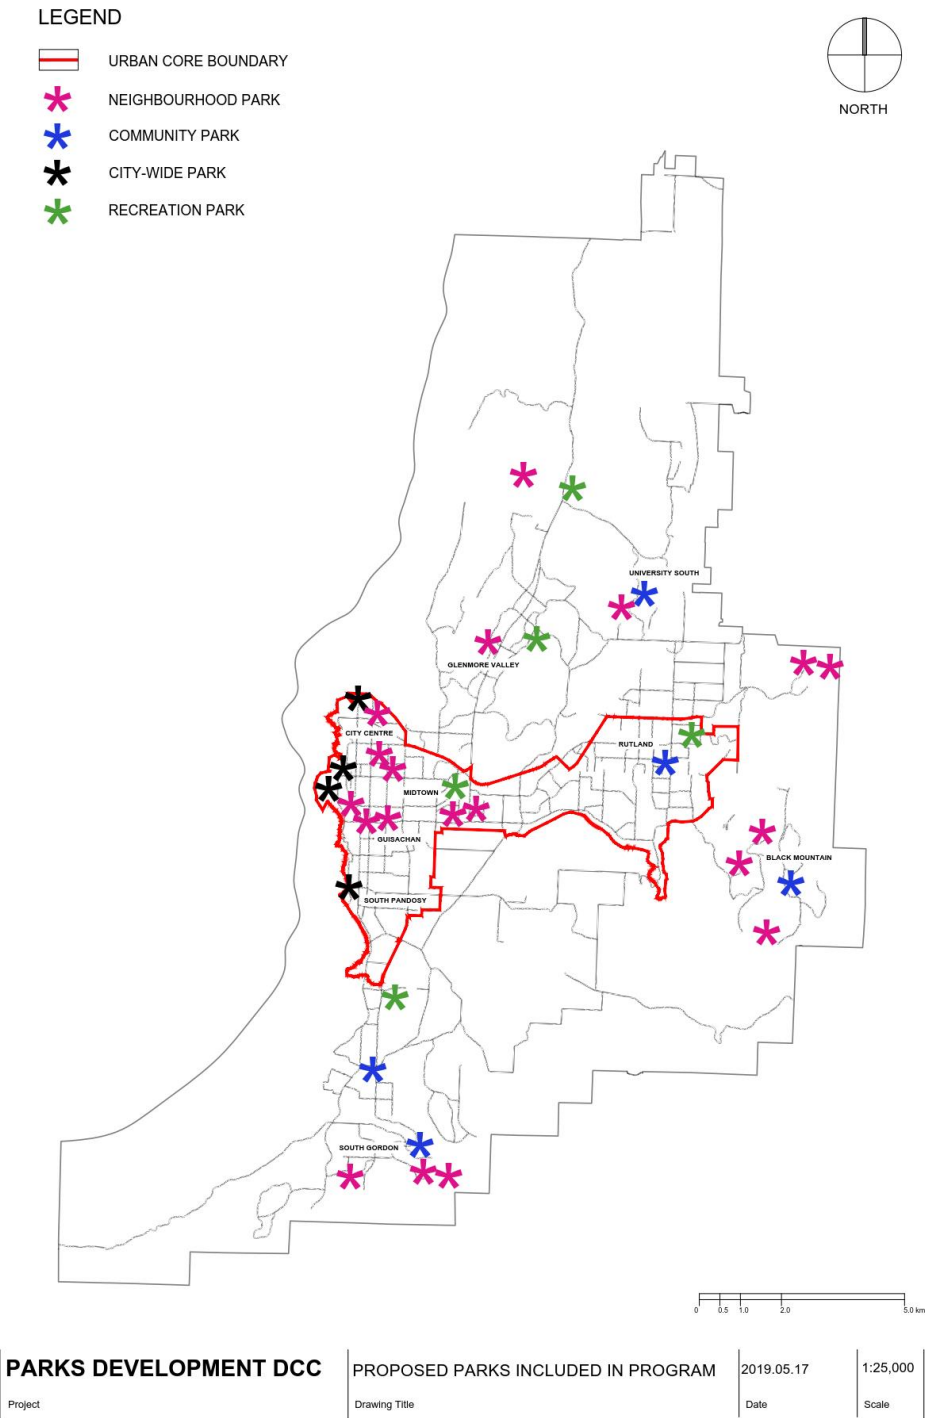 LEGEND
URBAN CORE BOUNDARY
NEIGHBOURHOOD PARK
COMMUNITY PARK
CITY-WIDE PARK
RECREATION PARK
NORTH
UNIVERSITY SOUTH
GLENMORE VALLEY
CITY CENTRE
RUTLAND
MIDTOWN
GUISACHAN
BLACK MOUNTAIN
SOUTH PANDOSY
SOUTH GORDON
0 0.5 1.0 2.0 5.0 km
PARKS DEVELOPMENT DCC
Project
PROPOSED PARKS INCLUDED IN PROGRAM
Drawing Title
2019.05.17
Date
1:25,000
Scale